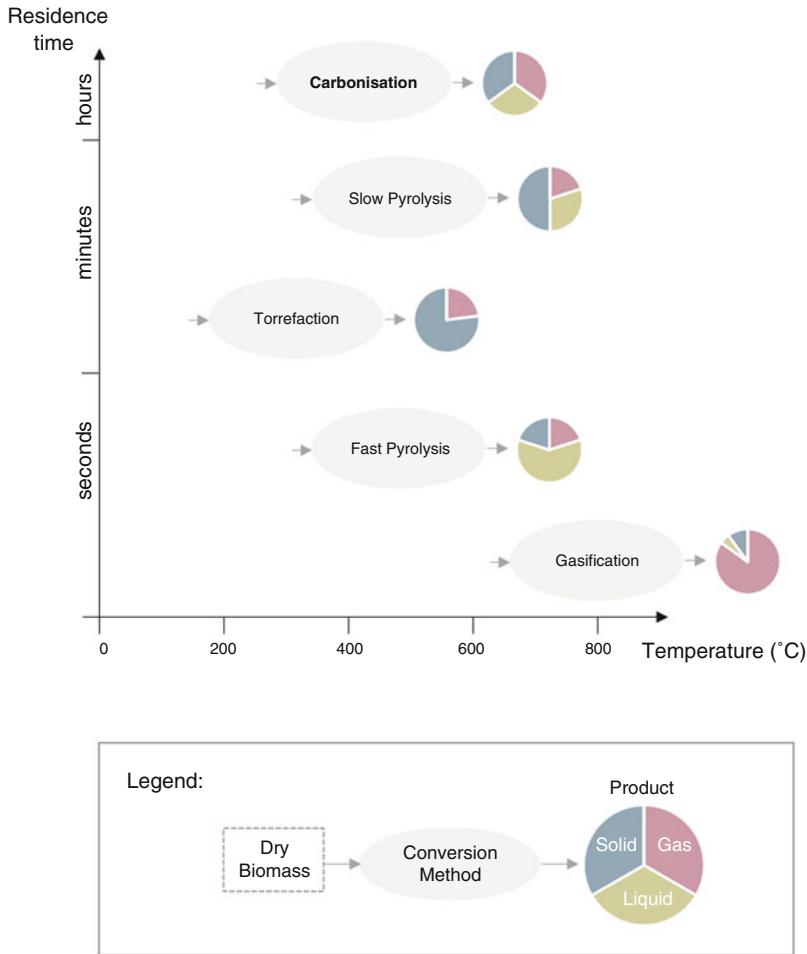 Residence
time
hours
minutes
seconds
Carbonisation
Slow Pyrolysis
Torrefaction
Fast Pyrolysis
Gasification
0
200
400
600
800
Temperature (˚C)
Legend:
Dry
Biomass
Conversion
Method
Product
Solid
Gas
Liquid